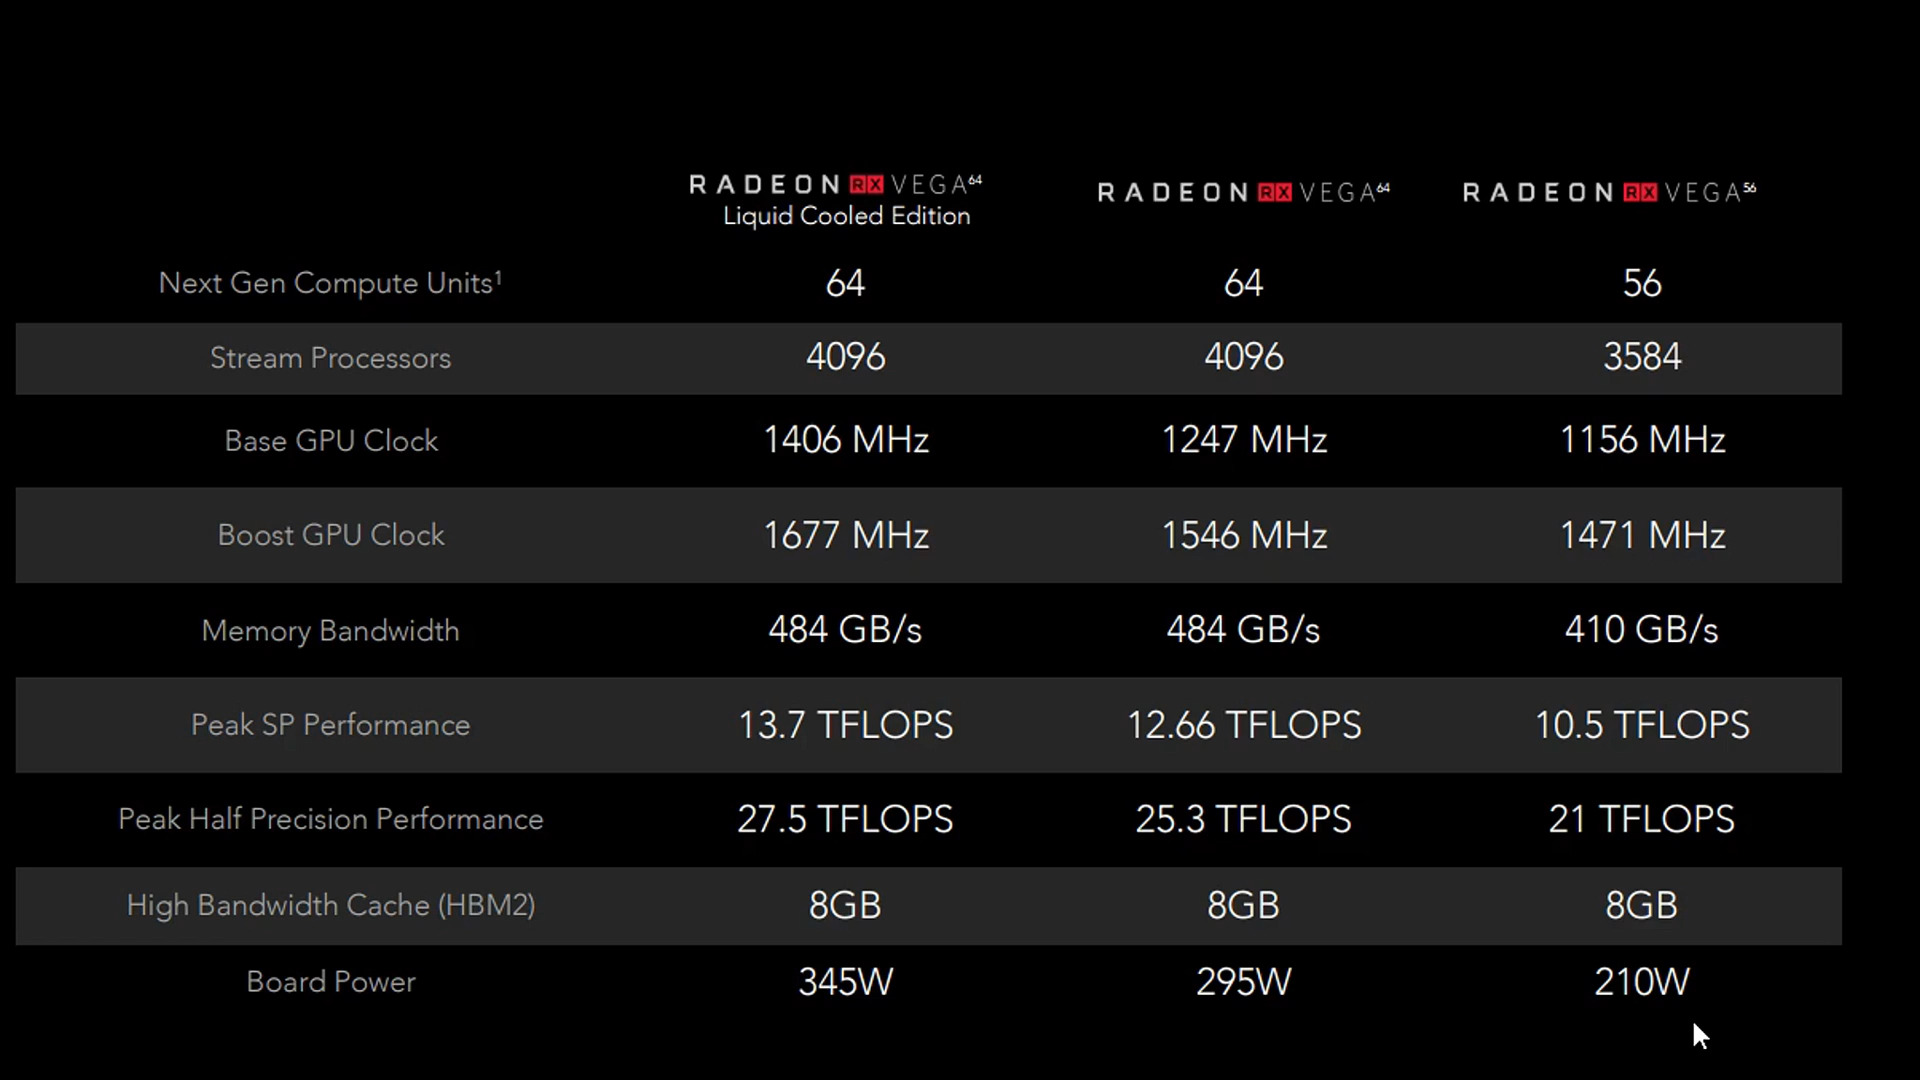 RADEON RX VEGA⁶⁴ RADEON RX VEGA⁶⁴ RADEON RX VEGA⁵⁶
Liquid Cooled Edition
Next Gen Compute Units¹ 64 64 56
Stream Processors 4096 4096 3584
Base GPU Clock 1406 MHz 1247 MHz 1156 MHz
Boost GPU Clock 1677 MHz 1546 MHz 1471 MHz
Memory Bandwidth 484 GB/s 484 GB/s 410 GB/s
Peak SP Performance 13.7 TFLOPS 12.66 TFLOPS 10.5 TFLOPS
Peak Half Precision Performance 27.5 TFLOPS 25.3 TFLOPS 21 TFLOPS
High Bandwidth Cache (HBM2) 8GB 8GB 8GB
Board Power 345W 295W 210W